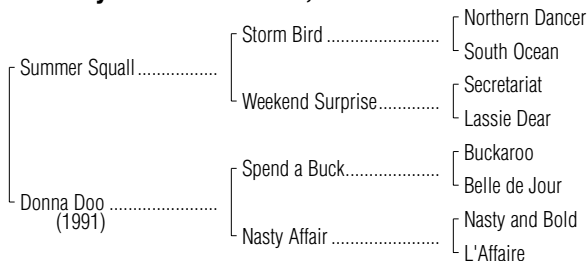 Northern Dancer
Storm Bird
South Ocean
Summer Squall
Secretariat
Weekend Surprise
Lassie Dear
Buckaroo
Spend a Buck
Belle de Jour
Donna Doo
(1991)
Nasty and Bold
Nasty Affair
L'Affaire